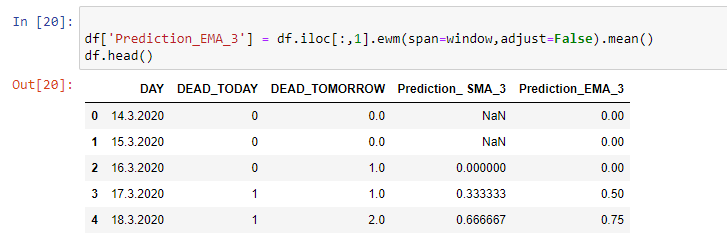 In [20]:
df['Prediction_EMA_3'] = df.iloc[:,1].ewm(span=window,adjust=False).mean()
df.head()
Out[20]:
DAY DEAD_TODAY DEAD_TOMORROW Prediction_ SMA_3 Prediction_EMA_3
0 14.3.2020 0 0.0 NaN 0.00
1 15.3.2020 0 0.0 NaN 0.00
2 16.3.2020 0 1.0 0.000000 0.00
3 17.3.2020 1 1.0 0.333333 0.50
4 18.3.2020 1 2.0 0.666667 0.75